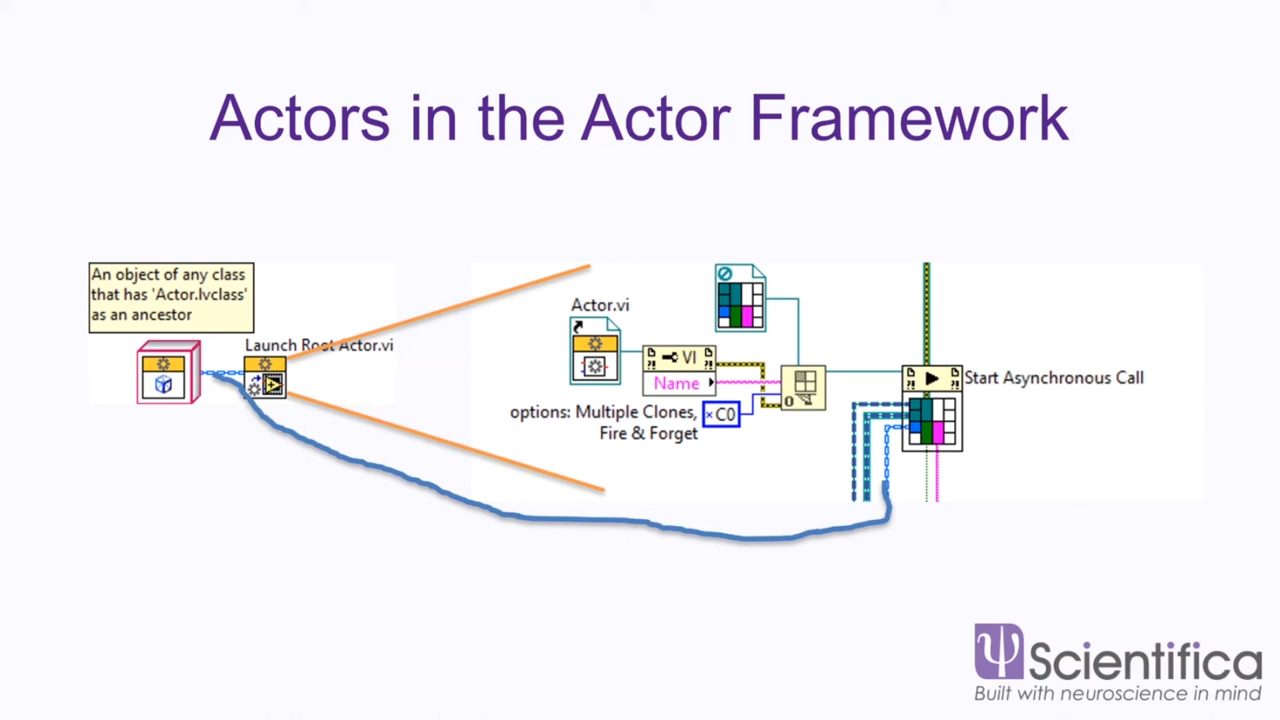 Actors in the Actor Framework
An object of any class
that has 'Actor.lvclass'
as an ancestor
Launch Root Actor.vi
Actor.vi
VI
Name
options: Multiple Clones,
Fire & Forget
×C0
Start Asynchronous Call
Scientifica
Built with neuroscience in mind